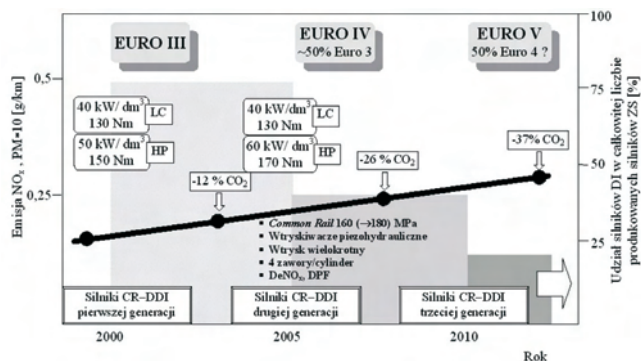 EURO III
EURO IV
~50% Euro 3
EURO V
50% Euro 4 ?
100
75
50
25
0,5
0,25
Emisja NOₓ, PM=10 [g/km]
Udział silników DI w całkowitej liczbie
produkowanych silników ZS [%]
40 kW/ dm³
130 Nm
LC
50 kW/ dm³
150 Nm
HP
40 kW/dm³
130 Nm
LC
60 kW/dm³
170 Nm
HP
-12 % CO₂
-26 % CO₂
-37% CO₂
▪ Common Rail 160 (→180) MPa
▪ Wtryskiwacze piezohydrauliczne
▪ Wtrysk wielokrotny
▪ 4 zawory/cylinder
▪ DeNOₓ, DPF
Silniki CR–DDI
pierwszej generacji
Silniki CR–DDI
drugiej generacji
Silniki CR–DDI
trzeciej generacji
2000
2005
2010
Rok